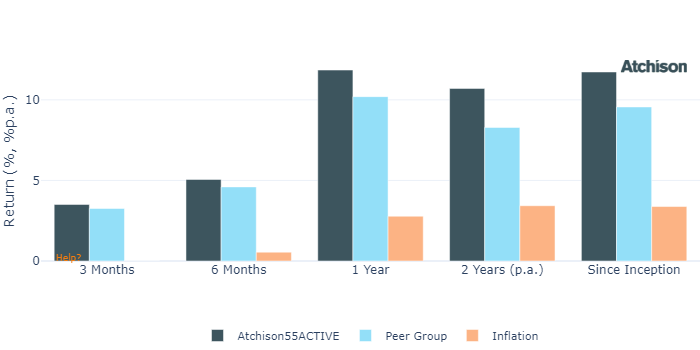 Atchison
Return (%, %p.a.)
10
5
0
Help?
3 Months
6 Months
1 Year
2 Years (p.a.)
Since Inception
Atchison55ACTIVE
Peer Group
Inflation